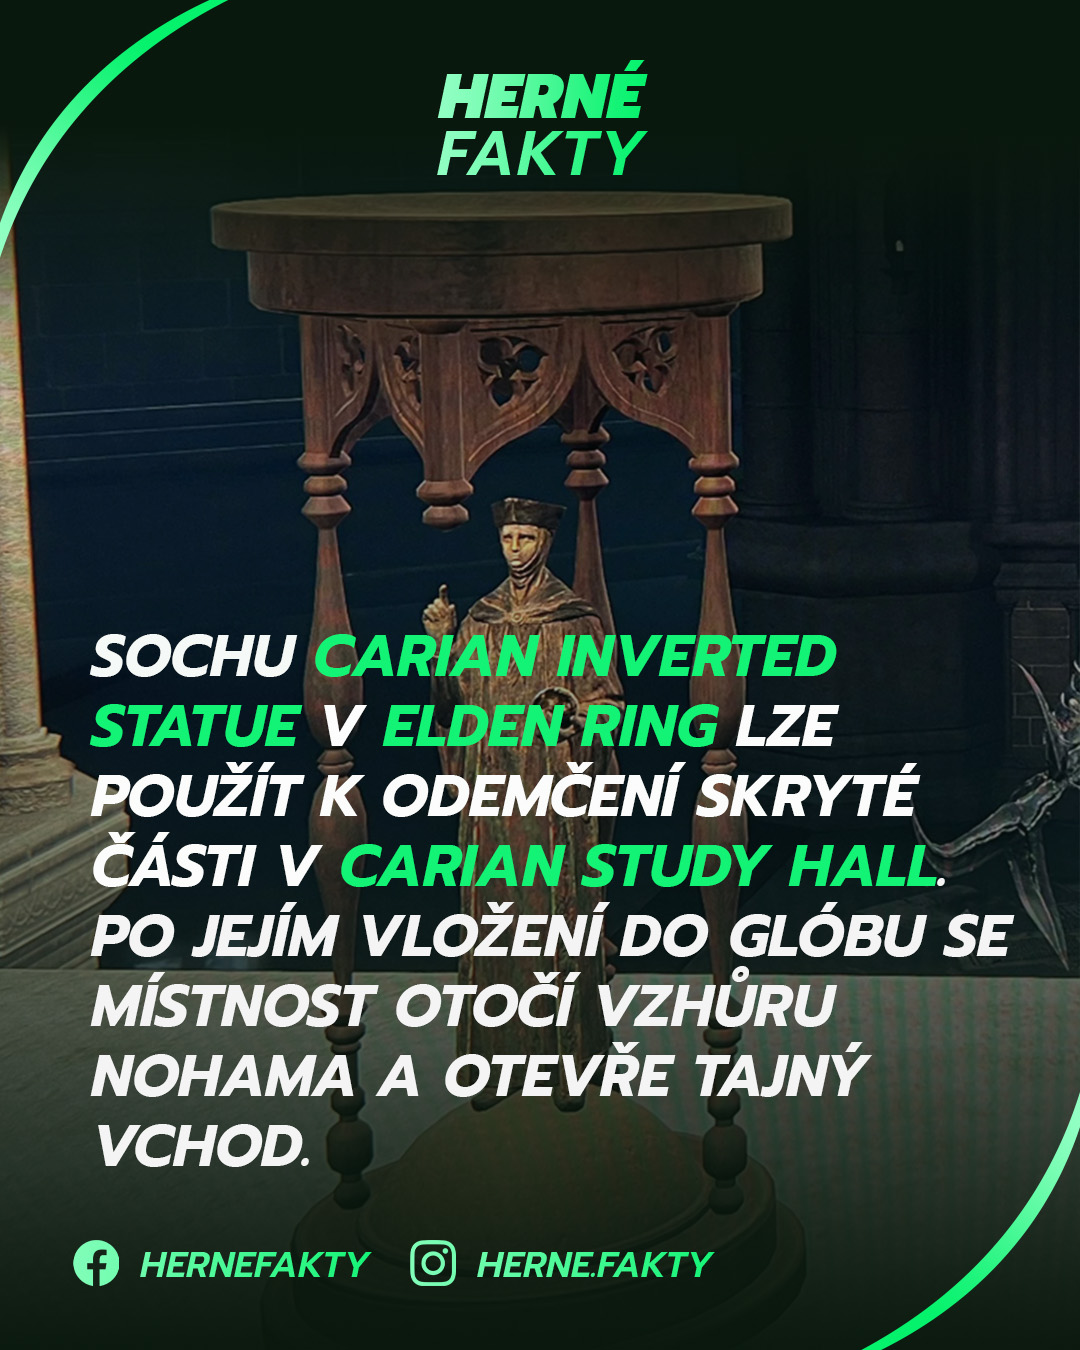 HERNÉ
FAKTY
SOCHU CARIAN INVERTED
STATUE V ELDEN RING LZE
POUŽÍT K ODEMČENÍ SKRYTÉ
ČÁSTI V CARIAN STUDY HALL.
PO JEJÍM VLOŽENÍ DO GLÓBU SE
MÍSTNOST OTOČÍ VZHŮRU
NOHAMA A OTEVŘE TAJNÝ
VCHOD.
HERNEFAKTY HERNE.FAKTY